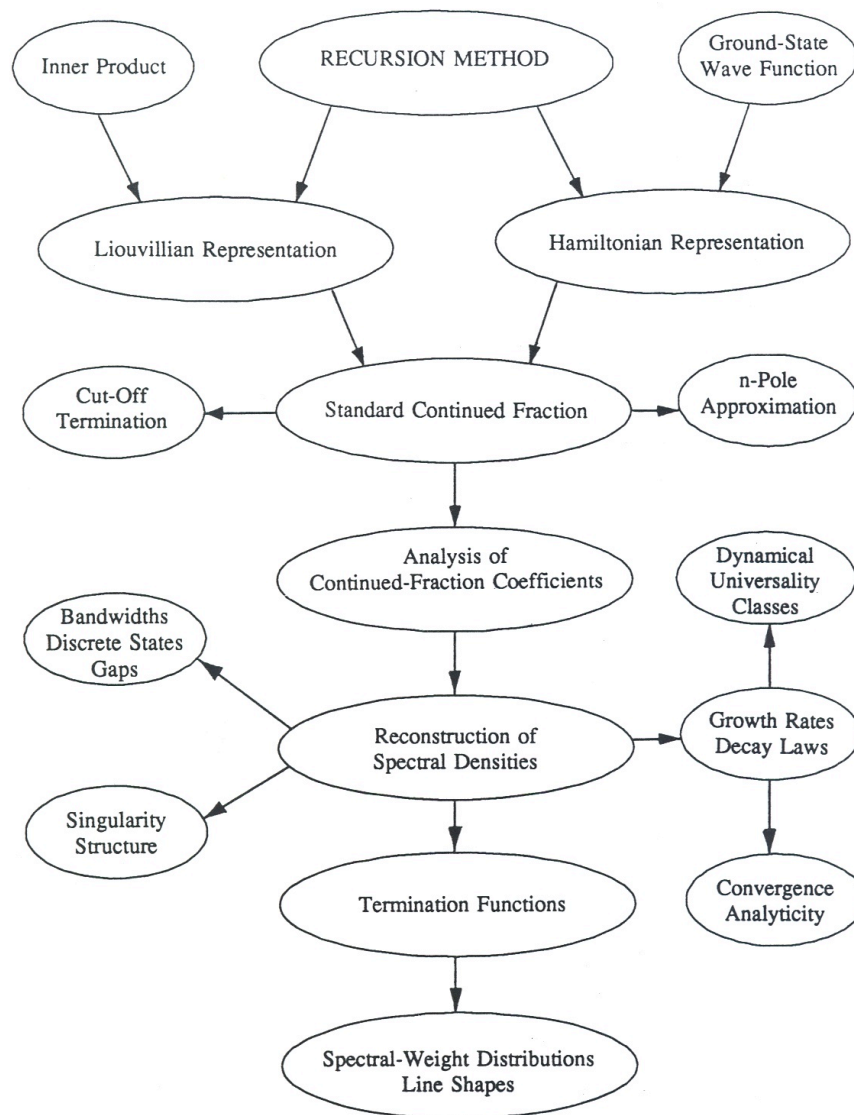 Inner Product
RECURSION METHOD
Ground-State
Wave Function
Liouvillian Representation
Hamiltonian Representation
Cut-Off
Termination
Standard Continued Fraction
n-Pole
Approximation
Analysis of
Continued-Fraction Coefficients
Dynamical
Universality
Classes
Bandwidths
Discrete States
Gaps
Reconstruction of
Spectral Densities
Growth Rates
Decay Laws
Singularity
Structure
Termination Functions
Convergence
Analyticity
Spectral-Weight Distributions
Line Shapes